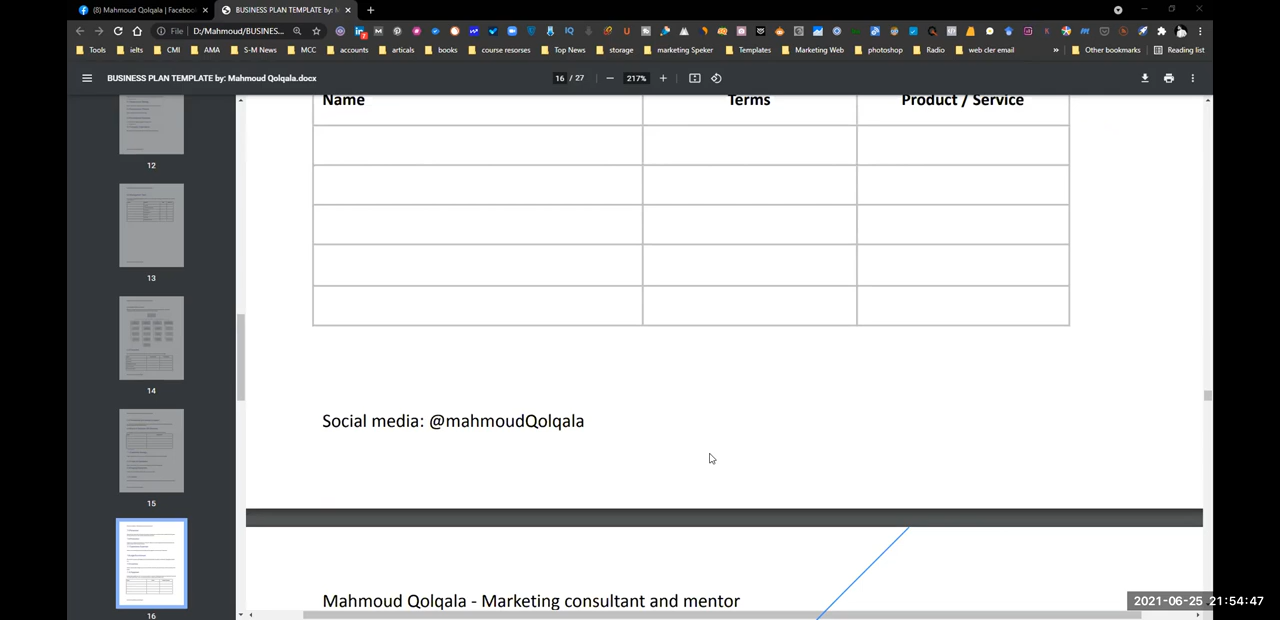 (8) Mahmoud Qolqala | Facebook
BUSINESS PLAN TEMPLATE by: M
File D:/Mahmoud/BUSINES...
Tools ielts CMI AMA S-M News MCC accounts articals books course resorses Top News storage marketing Speker Templates Marketing Web photoshop Radio web cler email » Other bookmarks Reading list
BUSINESS PLAN TEMPLATE by: Mahmoud Qolqala.docx 16 / 27 217%
Name Terms Product / Service
12
13
14
15
16
Social media: @mahmoudQolqala
Mahmoud Qolqala - Marketing consultant and mentor
2021-06-25 21:54:47